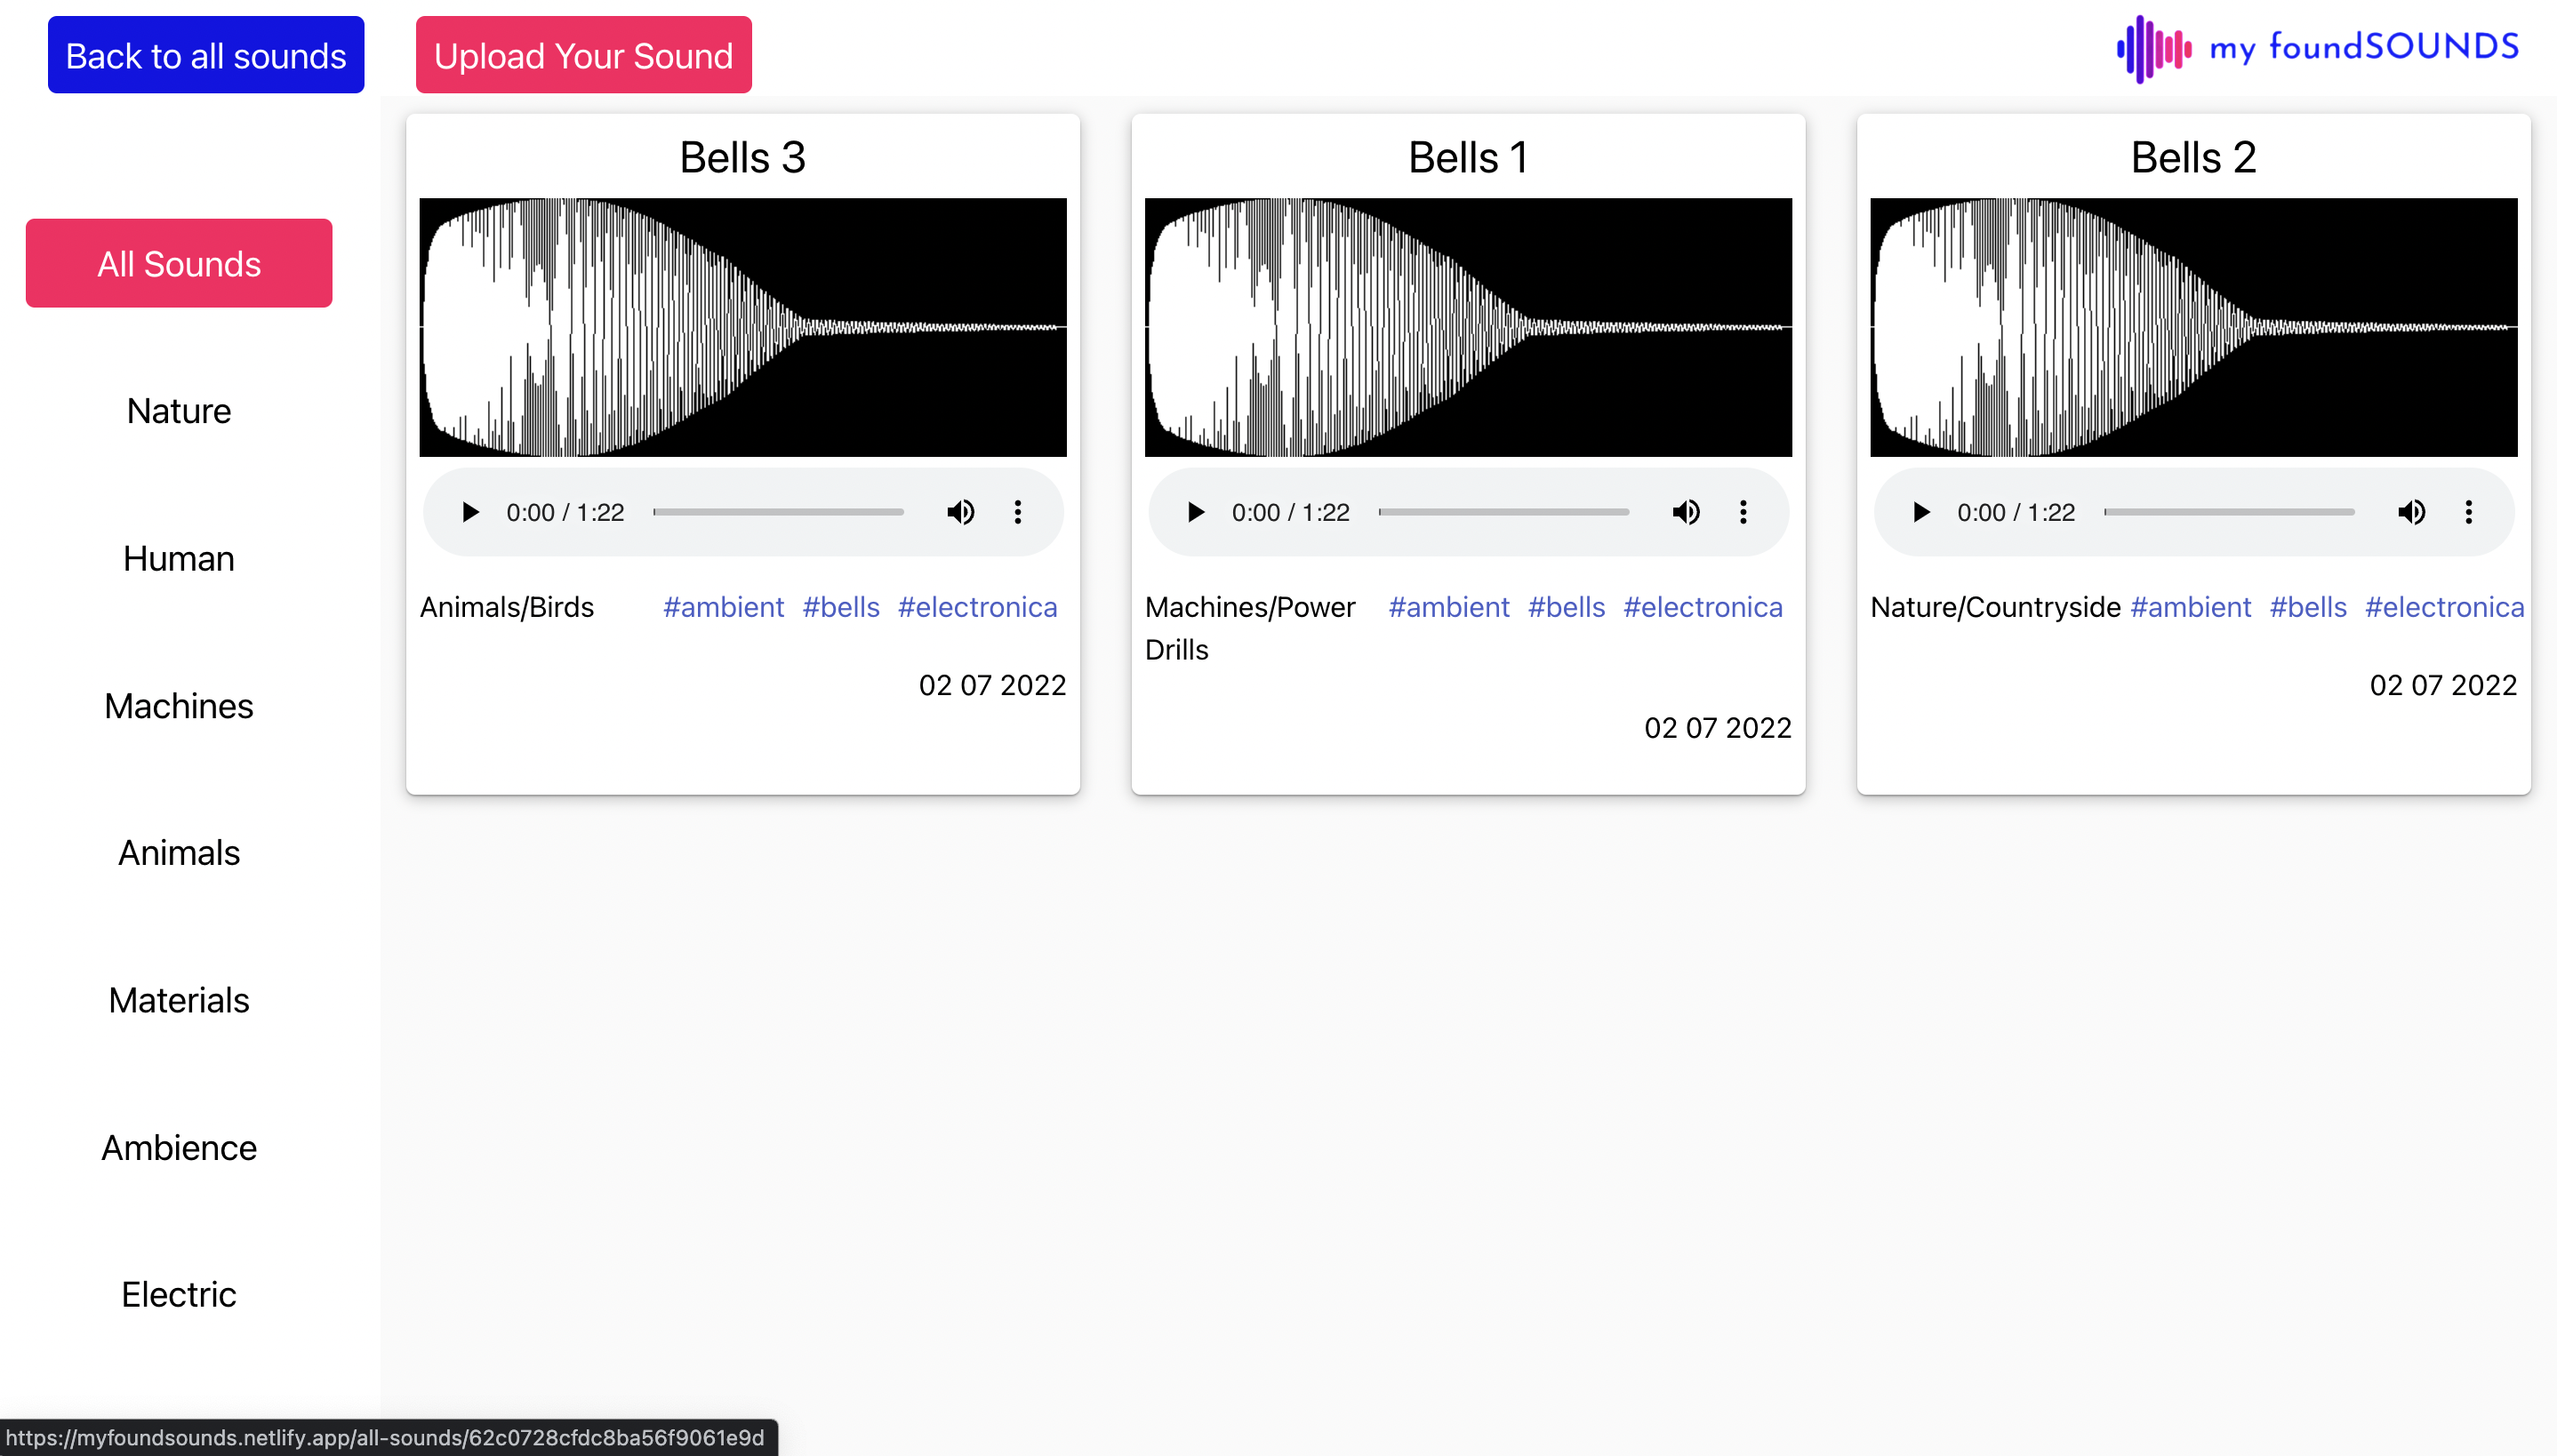 Back to all sounds
Upload Your Sound
my foundSOUNDS
All Sounds
Nature
Human
Machines
Animals
Materials
Ambience
Electric
Bells 3
0:00 / 1:22
Animals/Birds #ambient #bells #electronica
02 07 2022
Bells 1
0:00 / 1:22
Machines/Power #ambient #bells #electronica
Drills
02 07 2022
Bells 2
0:00 / 1:22
Nature/Countryside #ambient #bells #electronica
02 07 2022
https://myfoundsounds.netlify.app/all-sounds/62c0728cfdc8ba56f9061e9d